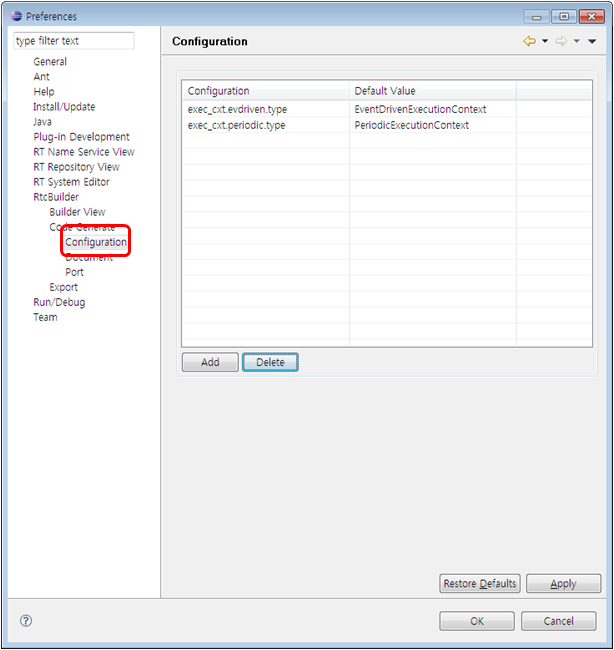 Preferences
type filter text
General
Ant
Help
Install/Update
Java
Plug-in Development
RT Name Service View
RT Repository View
RT System Editor
RtcBuilder
Builder View
Code Generate
Configuration
Document
Port
Export
Run/Debug
Team
Configuration
Configuration Default Value
exec_cxt.evdriven.type EventDrivenExecutionContext
exec_cxt.periodic.type PeriodicExecutionContext
Add Delete
Restore Defaults Apply
OK Cancel